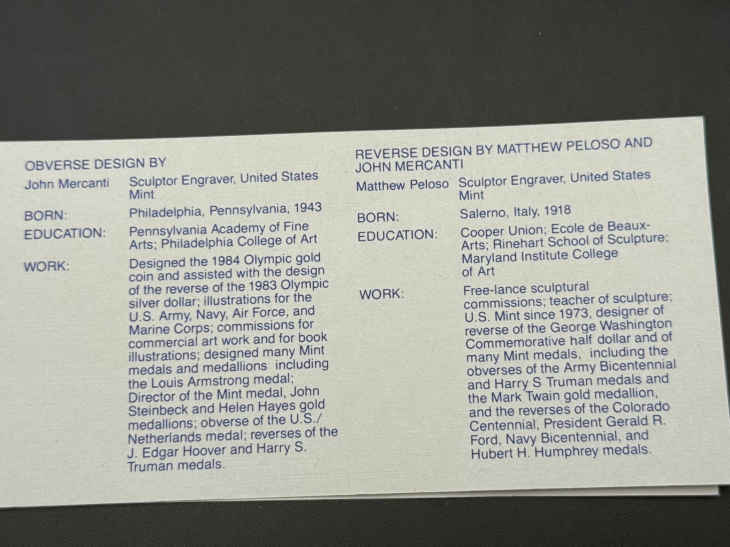 OBVERSE DESIGN BY
John Mercanti Sculptor Engraver, United States
Mint
BORN: Philadelphia, Pennsylvania, 1943
EDUCATION: Pennsylvania Academy of Fine
Arts; Philadelphia College of Art
WORK: Designed the 1984 Olympic gold
coin and assisted with the design
of the reverse of the 1983 Olympic
silver dollar; illustrations for the
U.S. Army, Navy, Air Force, and
Marine Corps; commissions for
commercial art work and for book
illustrations; designed many Mint
medals and medallions including
the Louis Armstrong medal;
Director of the Mint medal, John
Steinbeck and Helen Hayes gold
medallions; obverse of the U.S./
Netherlands medal; reverses of the
J. Edgar Hoover and Harry S.
Truman medals.
REVERSE DESIGN BY MATTHEW PELOSO AND
JOHN MERCANTI
Matthew Peloso Sculptor Engraver, United States
Mint
BORN: Salerno, Italy, 1918
EDUCATION: Cooper Union; Ecole de Beaux-
Arts; Rinehart School of Sculpture;
Maryland Institute College
of Art
WORK: Free-lance sculptural
commissions; teacher of sculpture;
U.S. Mint since 1973, designer of
reverse of the George Washington
Commemorative half dollar and of
many Mint medals, including the
obverses of the Army Bicentennial
and Harry S Truman medals and
the Mark Twain gold medallion,
and the reverses of the Colorado
Centennial, President Gerald R.
Ford, Navy Bicentennial, and
Hubert H. Humphrey medals.